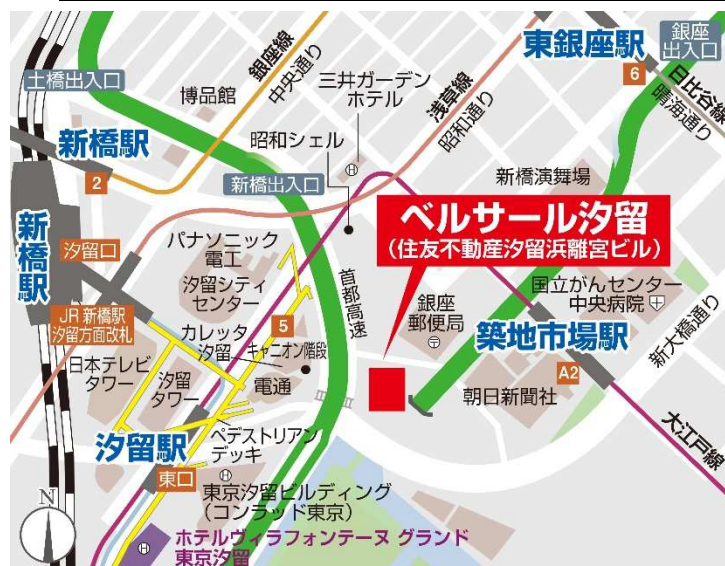 銀座
出入口
東銀座駅
6
日比谷線
晴海通り
土橋出入口
銀座線
中央通り
博品館
三井ガーデン
ホテル
浅草線
昭和通り
昭和シェル
新橋駅
2
新橋出入口
新橋演舞場
ベルサール汐留
(住友不動産汐留浜離宮ビル)
新橋駅
汐留口
パナソニック
電工
汐留シティ
センター
首都高速
銀座
郵便局
国立がんセンター
中央病院
築地市場駅
新大橋通り
JR 新橋駅
汐留方面改札
カレッタ
汐留
5
キャニオン階段
日本テレビ
タワー
汐留
タワー
電通
A2
朝日新聞社
大江戸線
汐留駅
ペデストリアン
デッキ
東口
東京汐留ビルディング
(コンラッド東京)
N
ホテルヴィラフォンテーヌ グランド
東京汐留